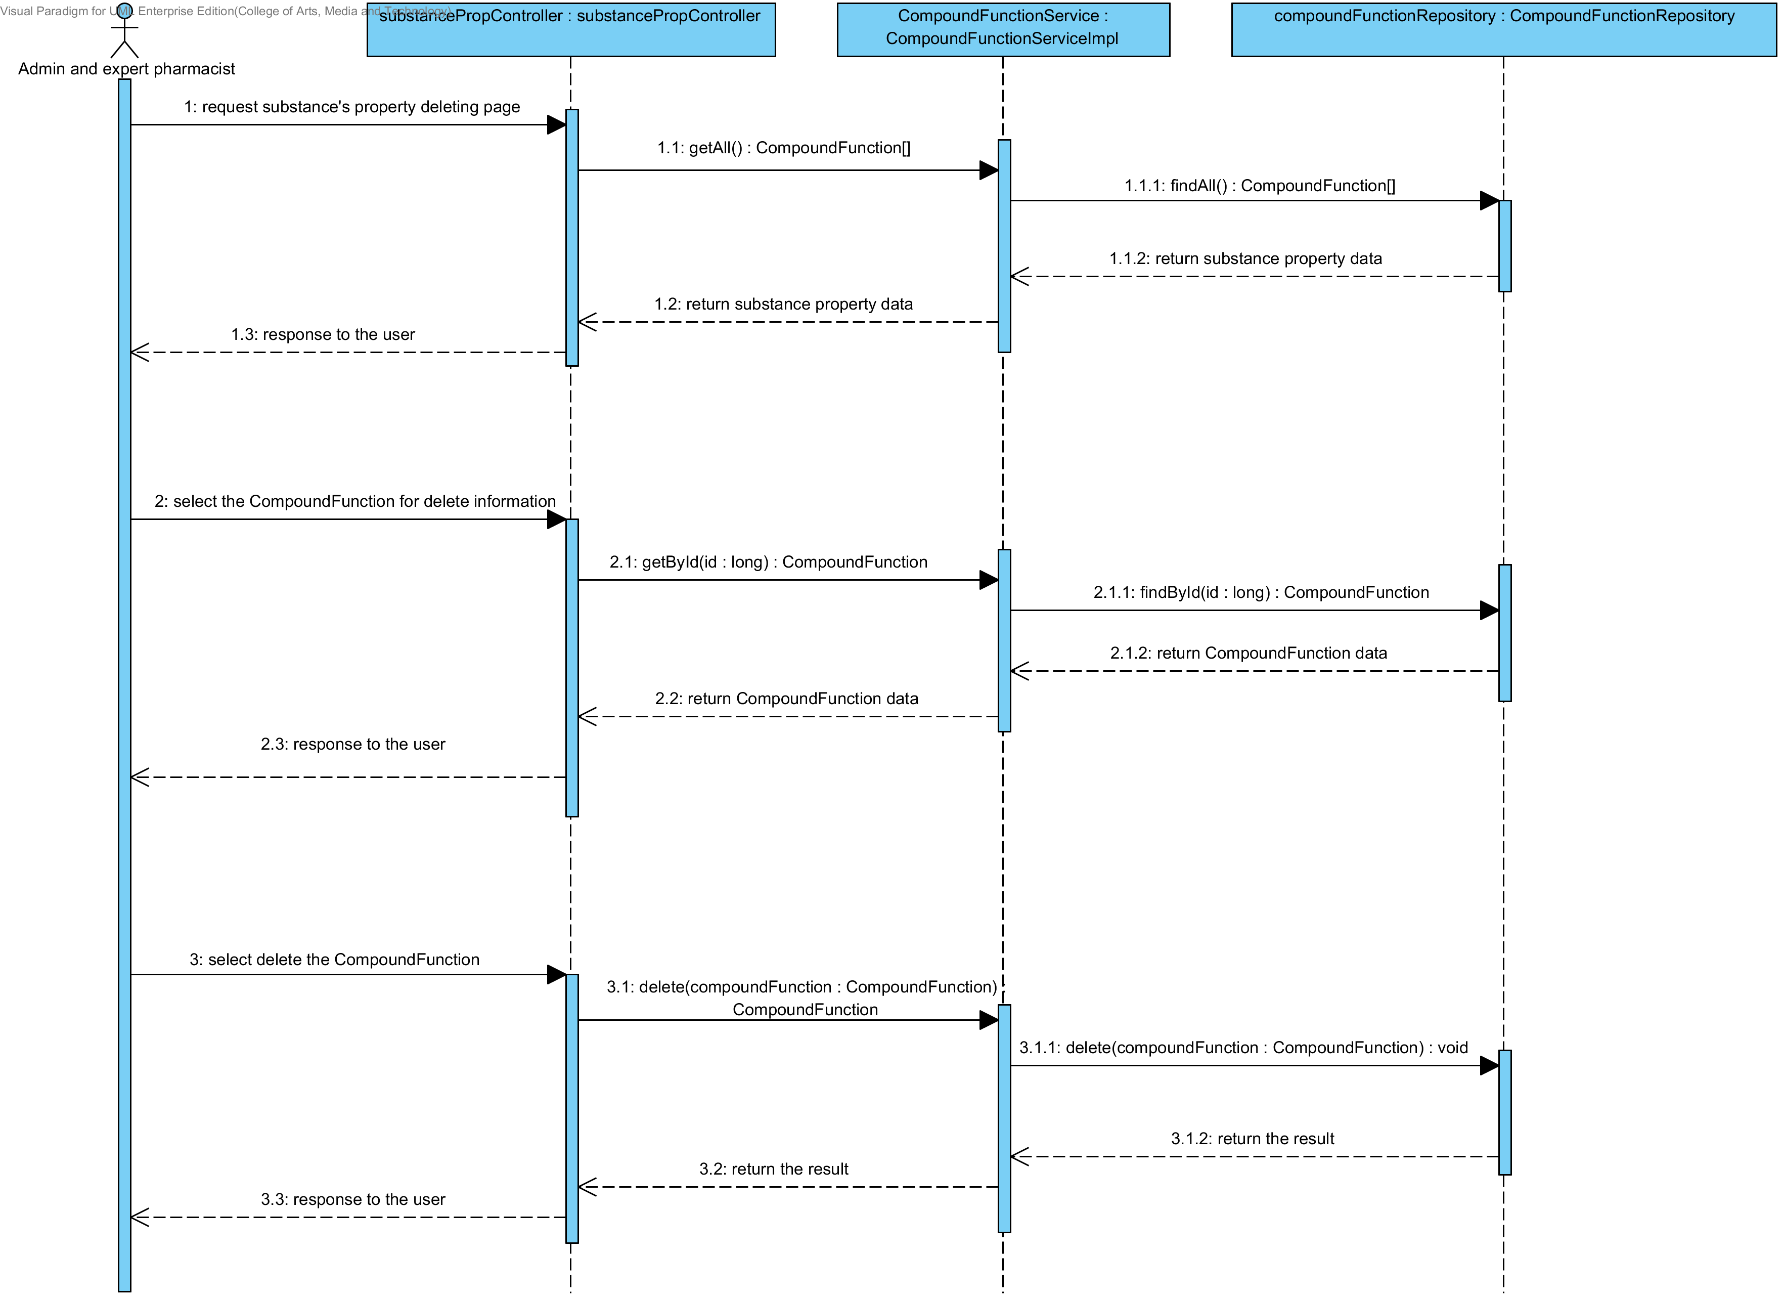 Visual Paradigm for UML Enterprise Edition(College of Arts, Media and Technology)
substancePropController : substancePropController
CompoundFunctionService :
CompoundFunctionServiceImpl
compoundFunctionRepository : CompoundFunctionRepository
Admin and expert pharmacist
1: request substance's property deleting page
1.1: getAll() : CompoundFunction[]
1.1.1: findAll() : CompoundFunction[]
1.1.2: return substance property data
1.2: return substance property data
1.3: response to the user
2: select the CompoundFunction for delete information
2.1: getById(id : long) : CompoundFunction
2.1.1: findById(id : long) : CompoundFunction
2.1.2: return CompoundFunction data
2.2: return CompoundFunction data
2.3: response to the user
3: select delete the CompoundFunction
3.1: delete(compoundFunction : CompoundFunction) :
CompoundFunction
3.1.1: delete(compoundFunction : CompoundFunction) : void
3.1.2: return the result
3.2: return the result
3.3: response to the user